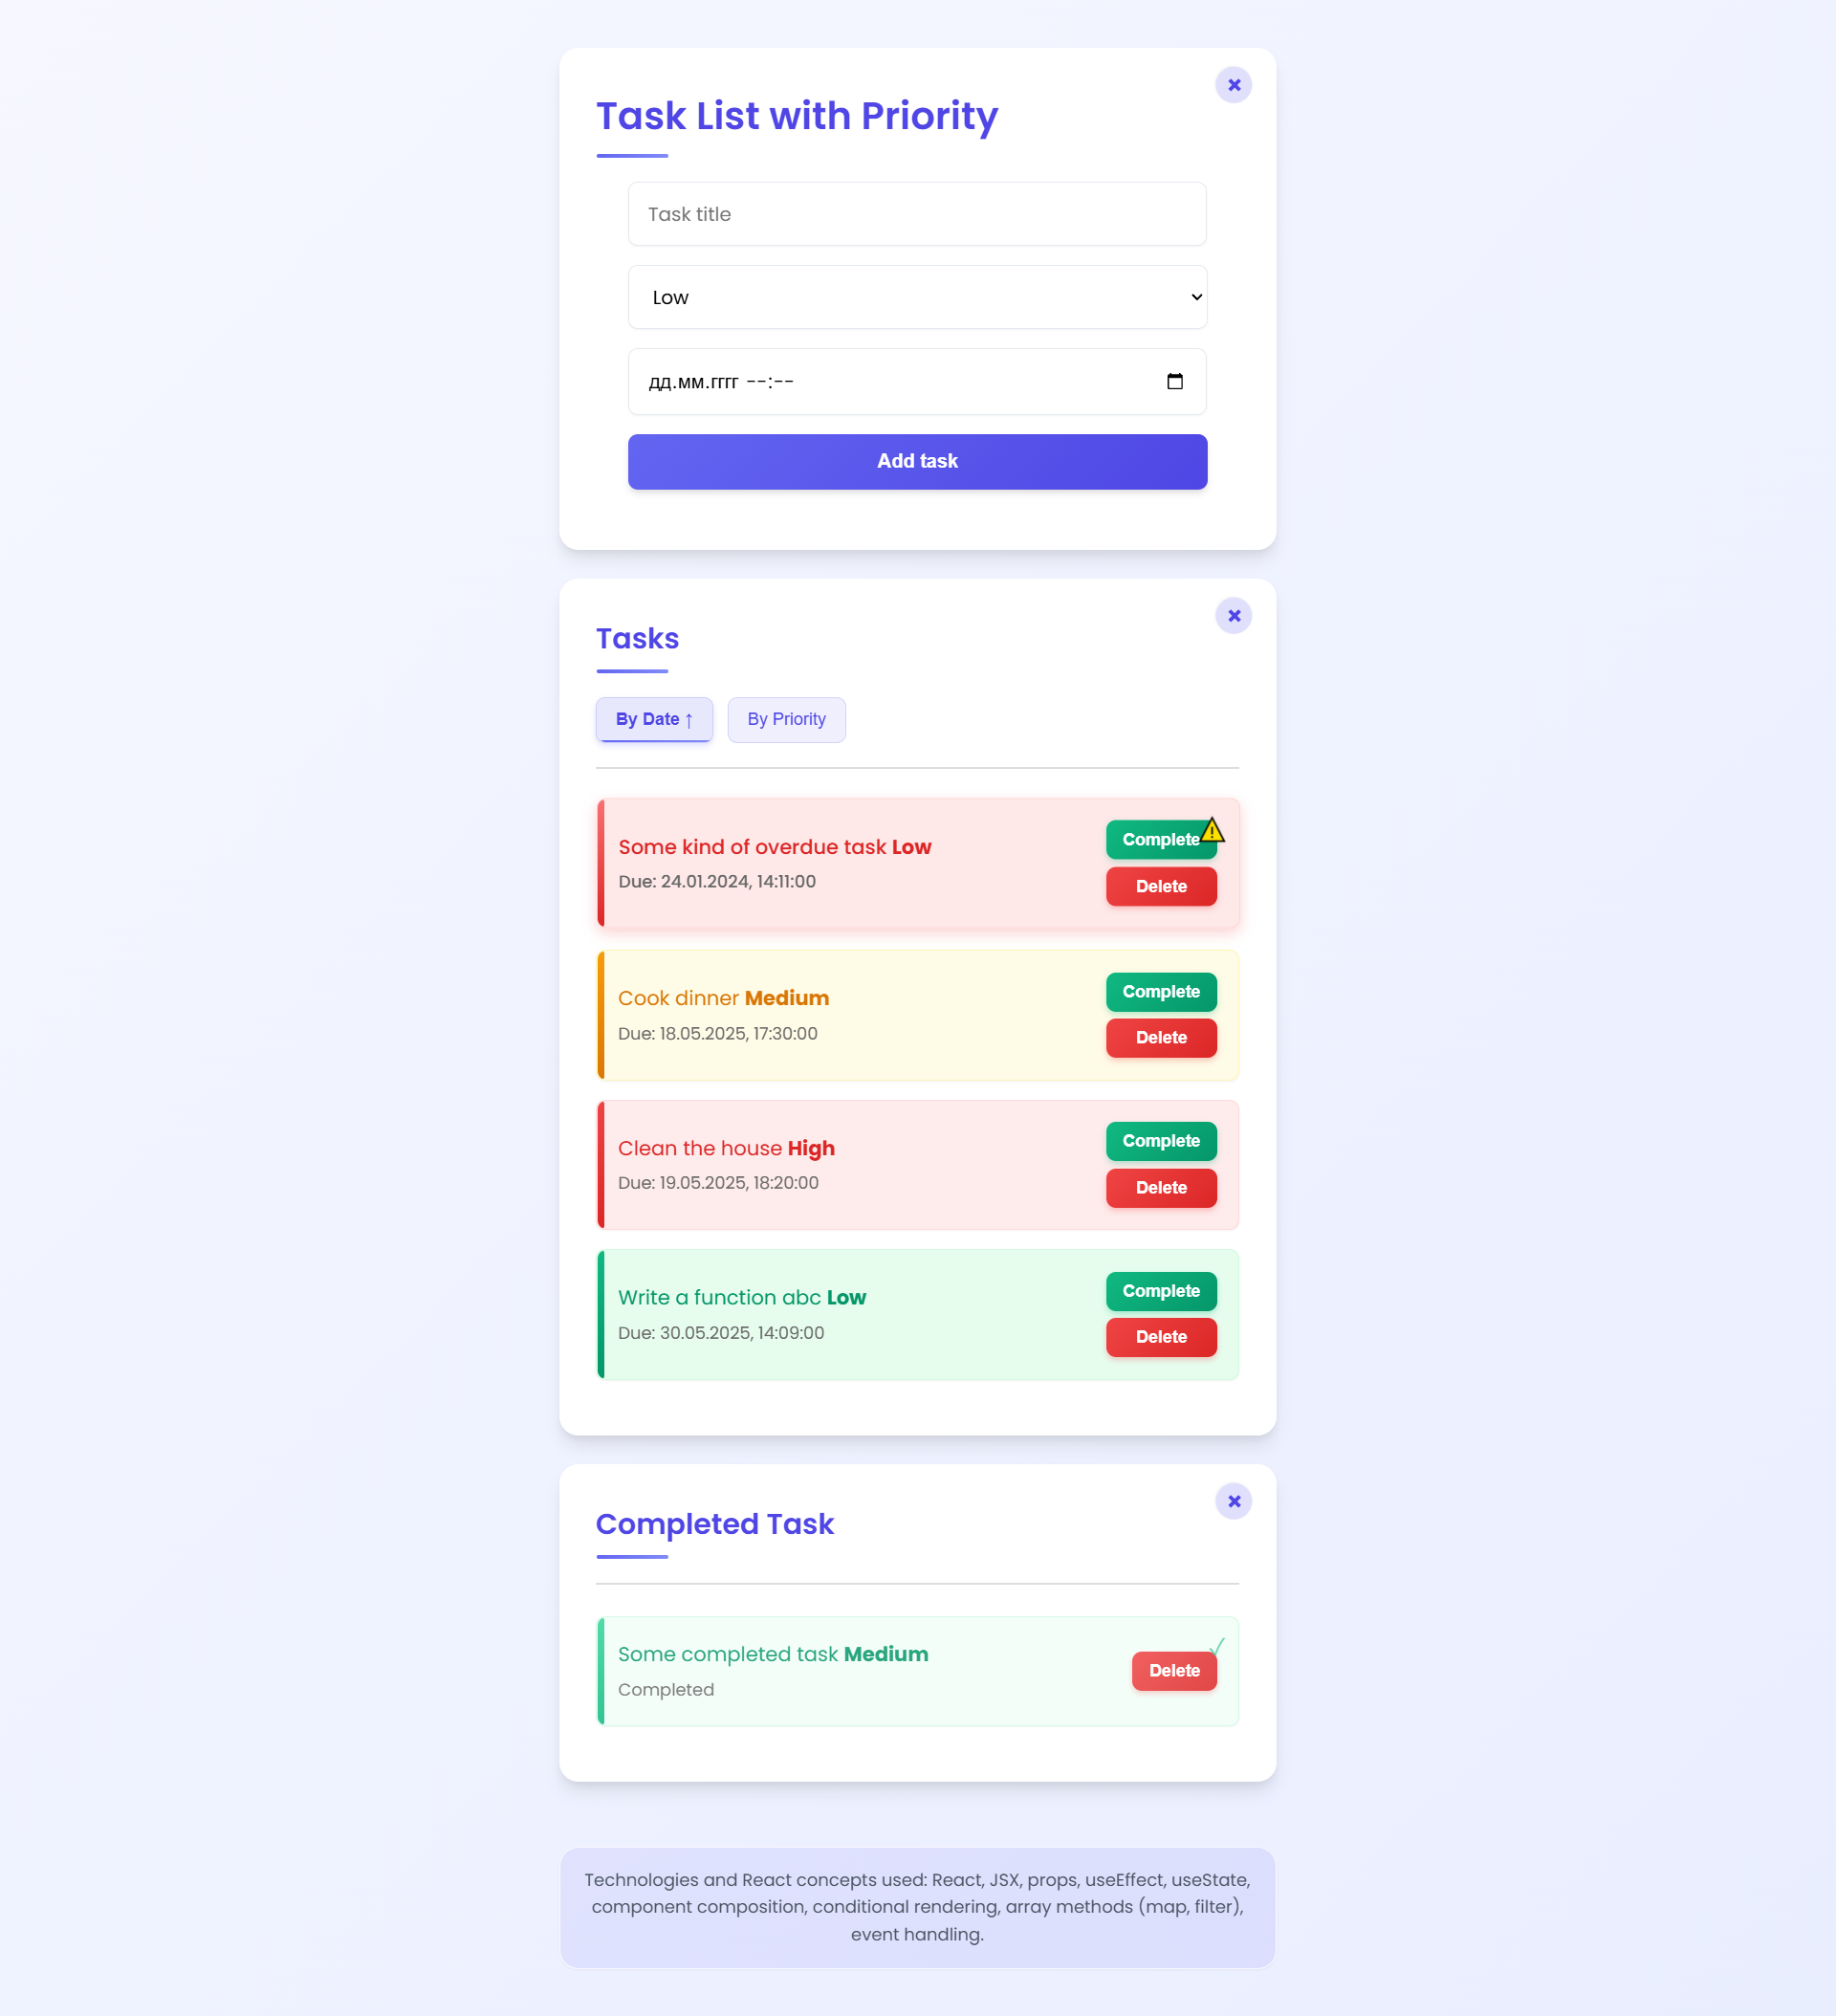 Task List with Priority
Task title
Low
дд.мм.гггг --:--
Add task
Tasks
By Date ↑
By Priority
Some kind of overdue task Low
Due: 24.01.2024, 14:11:00
Complete
Delete
Cook dinner Medium
Due: 18.05.2025, 17:30:00
Complete
Delete
Clean the house High
Due: 19.05.2025, 18:20:00
Complete
Delete
Write a function abc Low
Due: 30.05.2025, 14:09:00
Complete
Delete
Completed Task
Some completed task Medium
Completed
Delete
Technologies and React concepts used: React, JSX, props, useEffect, useState,
component composition, conditional rendering, array methods (map, filter),
event handling.